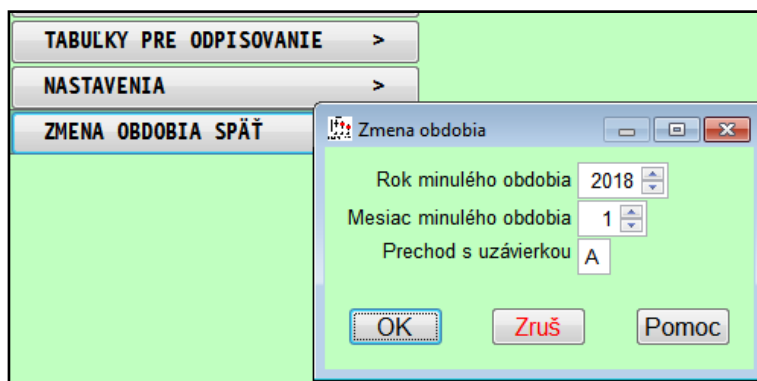 TABUĽKY PRE ODPISOVANIE >
NASTAVENIA >
ZMENA OBDOBIA SPÄŤ
Zmena obdobia
Rok minulého obdobia 2018
Mesiac minulého obdobia 1
Prechod s uzávierkou A
OK Zruš Pomoc